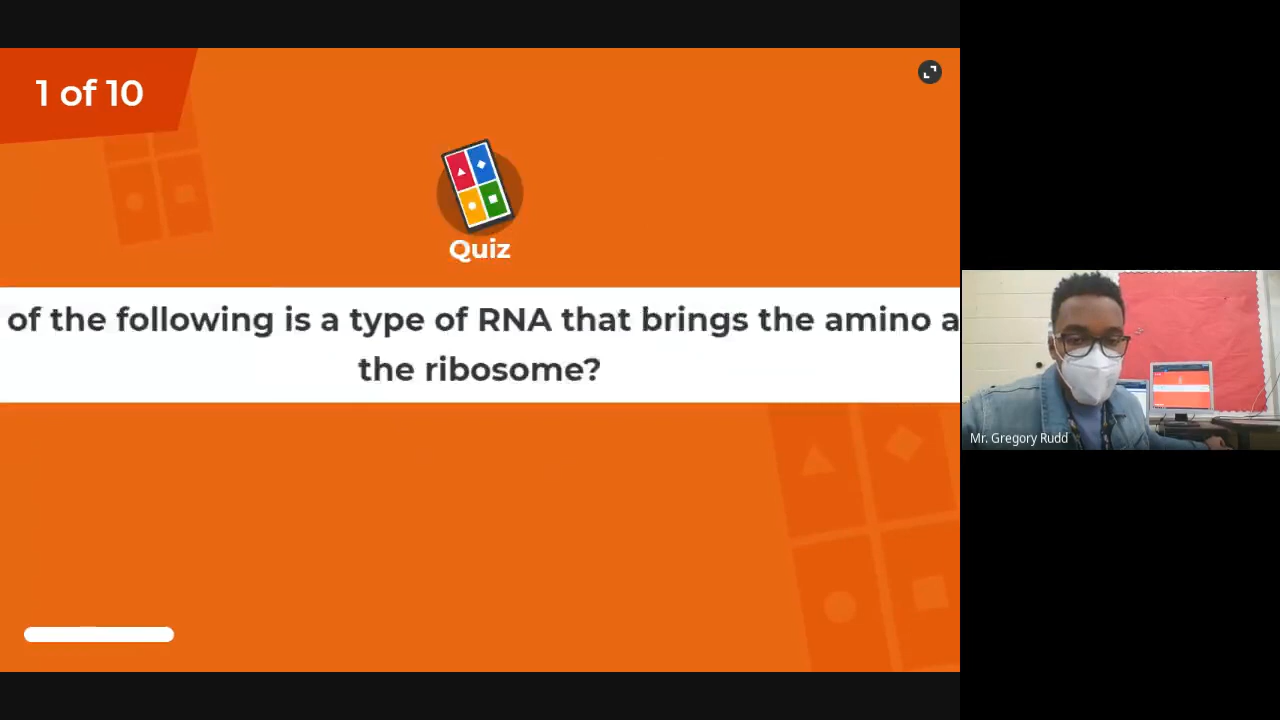 1 of 10
Quiz
of the following is a type of RNA that brings the amino a
the ribosome?
Mr. Gregory Rudd